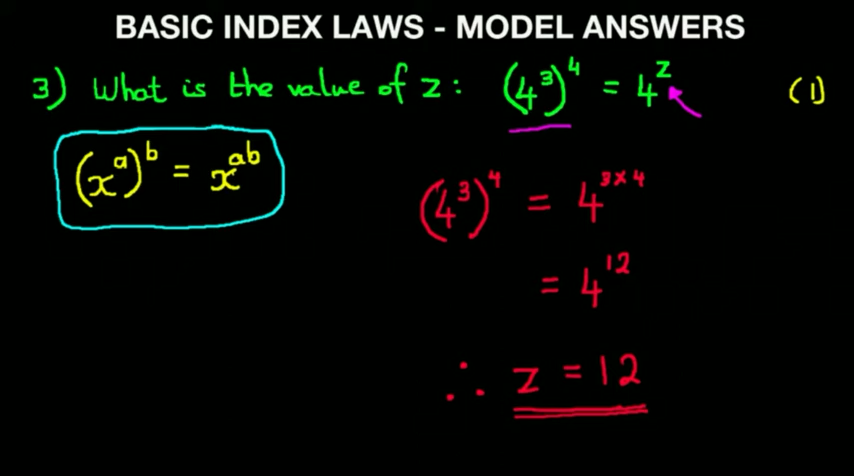 BASIC INDEX LAWS - MODEL ANSWERS
3) What is the value of z: (4³)⁴ = 4ᶻ (1)
(xᵃ)ᵇ = xᵃᵇ
(4³)⁴ = 4³ˣ⁴
= 4¹²
∴ z = 12